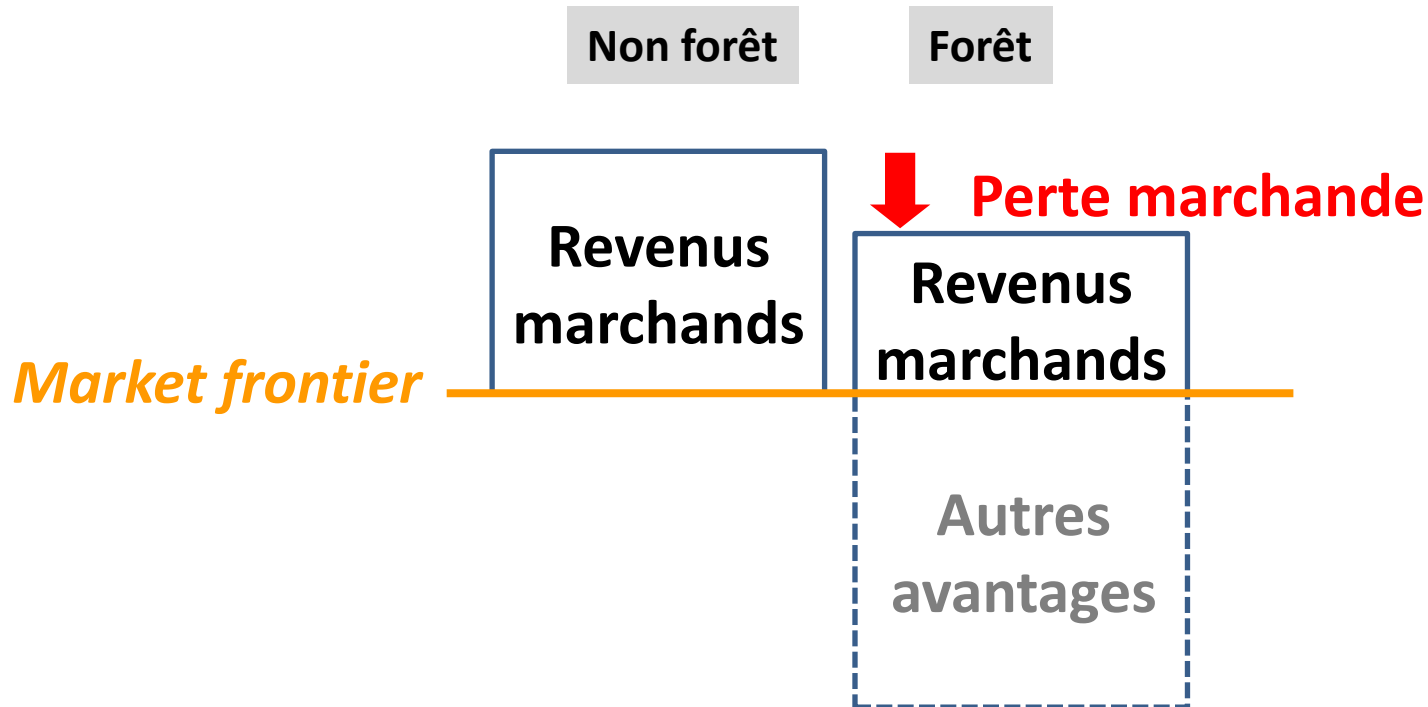 Non forêt
Forêt
Perte marchande
Revenus
marchands
Revenus
marchands
Market frontier
Autres
avantages